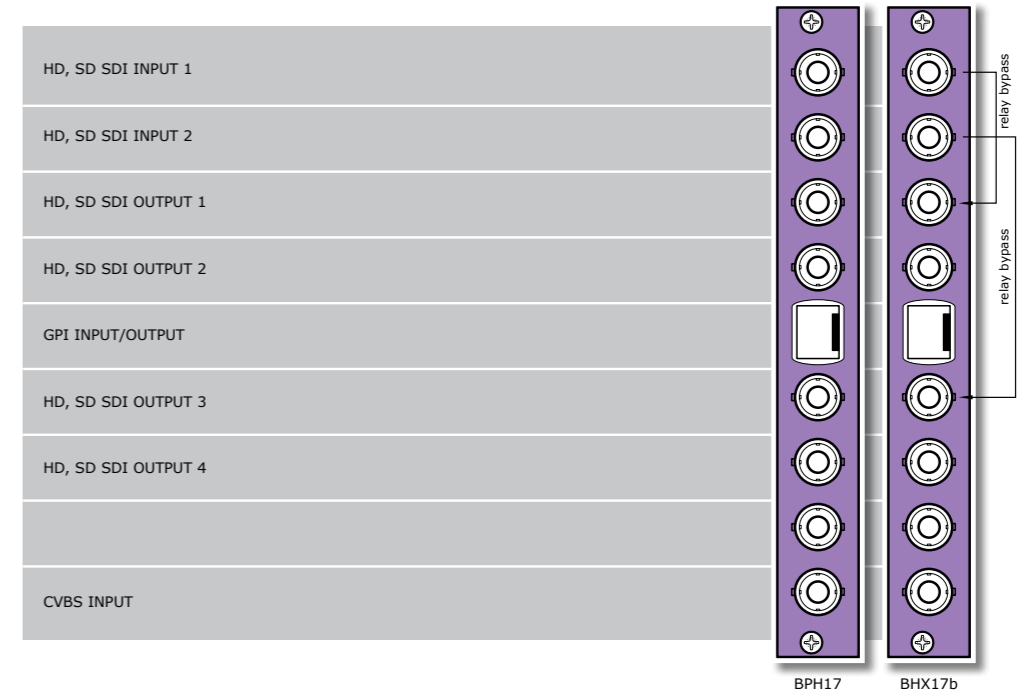 HD, SD SDI INPUT 1
HD, SD SDI INPUT 2
HD, SD SDI OUTPUT 1
HD, SD SDI OUTPUT 2
GPI INPUT/OUTPUT
HD, SD SDI OUTPUT 3
HD, SD SDI OUTPUT 4
CVBS INPUT
relay bypass
relay bypass
BPH17
BHX17b